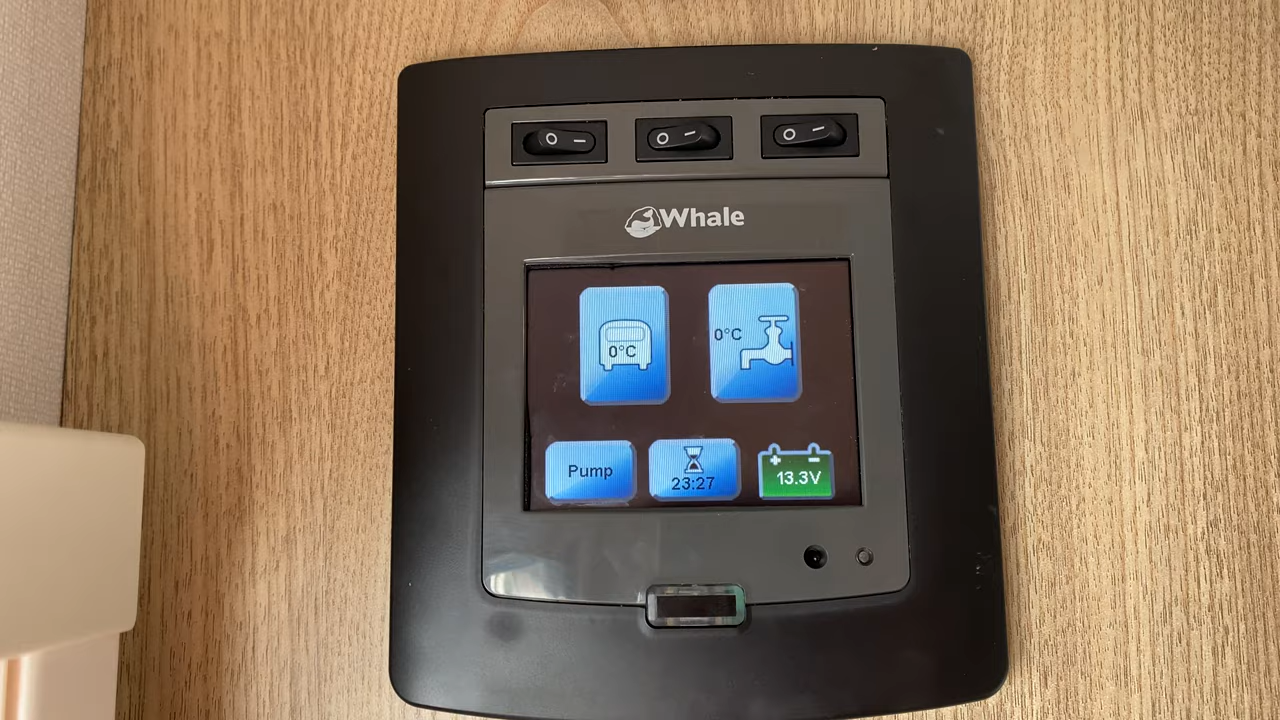 O - O - O -
Whale
0°C 0°C
Pump
23:27
+ -
13.3V